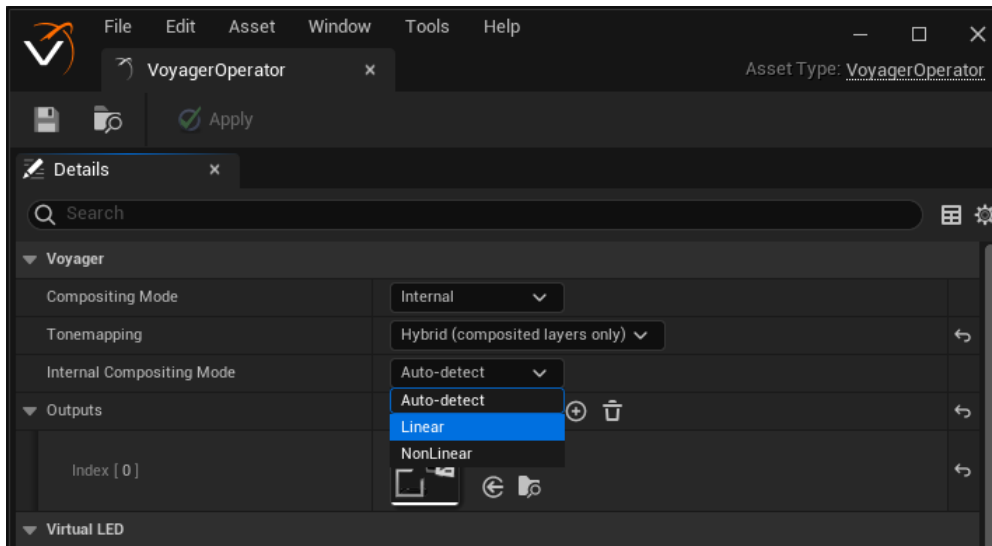 File Edit Asset Window Tools Help
VoyagerOperator
Asset Type: VoyagerOperator
Apply
Details
Search
Voyager
Compositing Mode Internal
Tonemapping Hybrid (composited layers only)
Internal Compositing Mode Auto-detect
Auto-detect
Outputs
Linear
NonLinear
Index [ 0 ]
Virtual LED